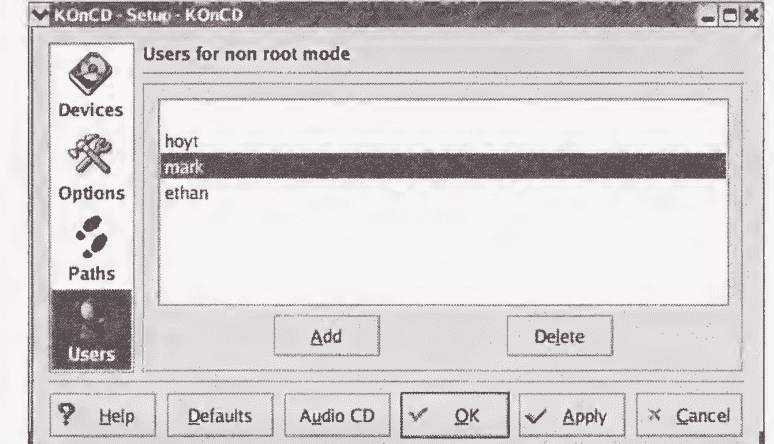 KOnCD - Setup - KOnCD
Users for non root mode
Devices
Options
Paths
Users
hoyt
mark
ethan
Add
Delete
Help
Defaults
Audio CD
OK
Apply
Cancel